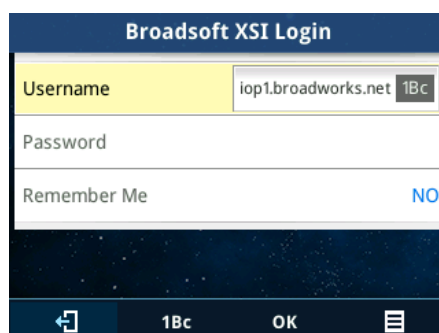 Broadsoft XSI Login
Username iop1.broadworks.net 1Bc
Password
Remember Me NO
1Bc OK